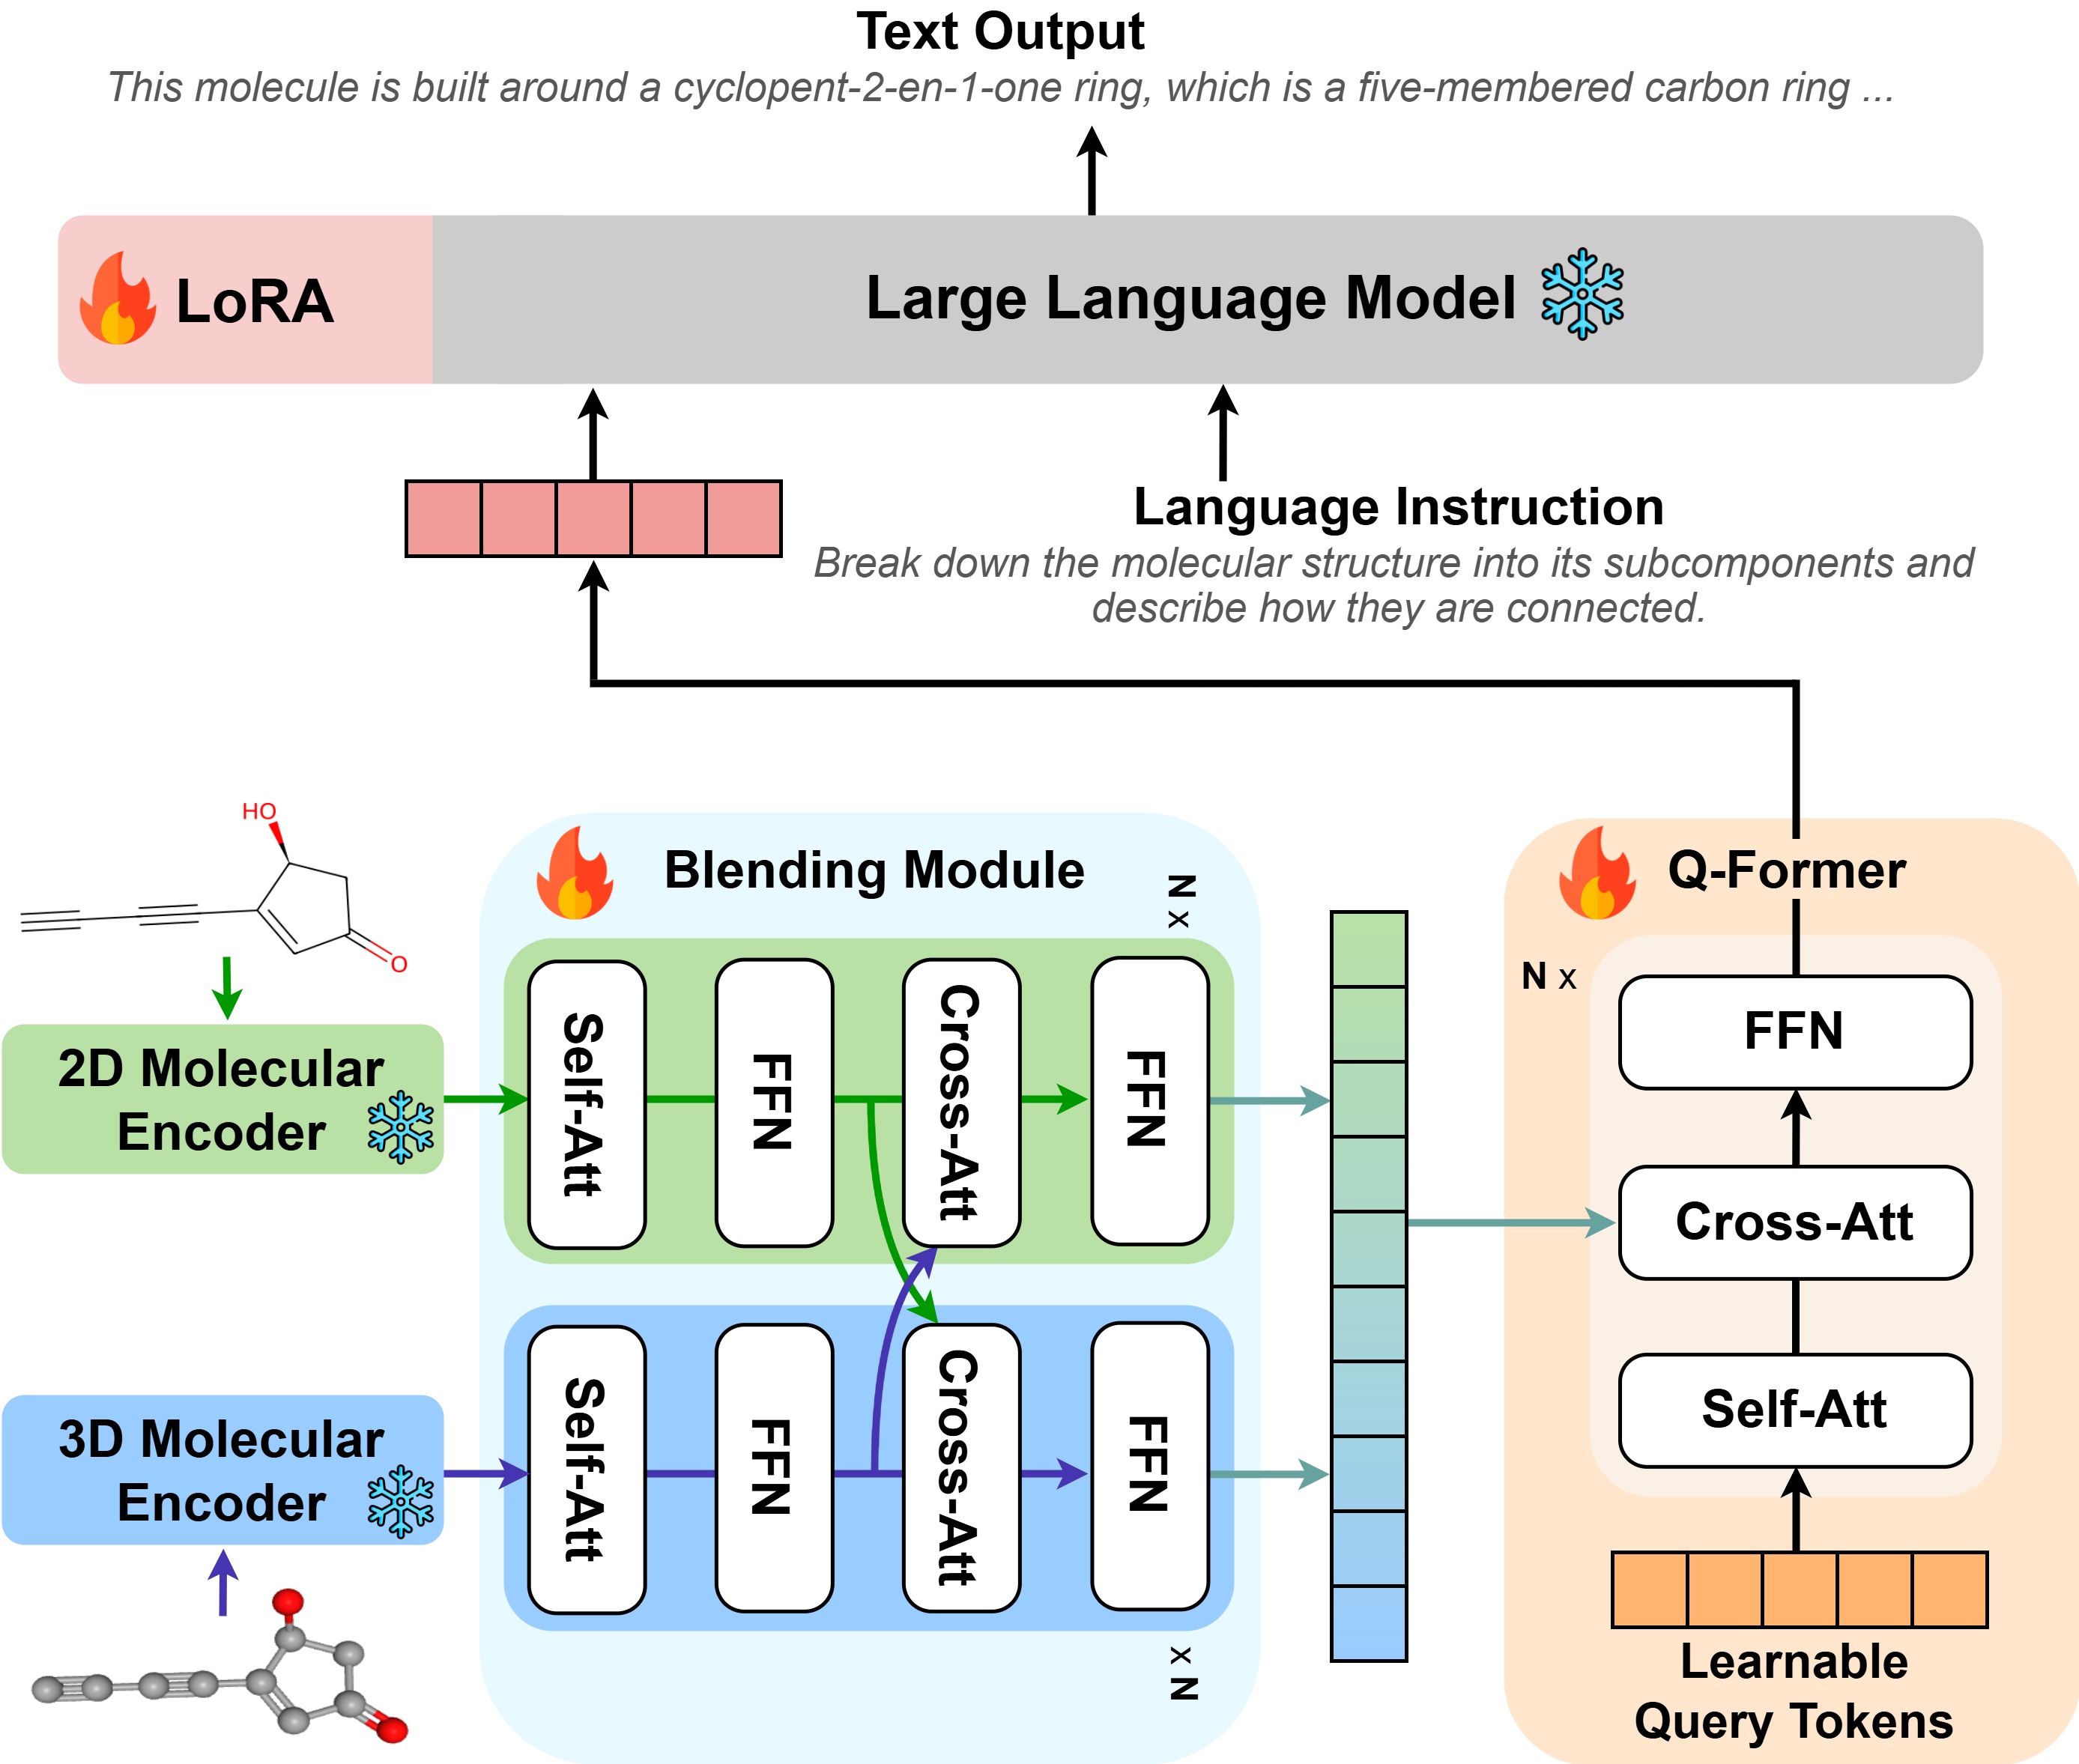 Text Output
This molecule is built around a cyclopent-2-en-1-one ring, which is a five-membered carbon ring ...
LoRA
Large Language Model
Language Instruction
Break down the molecular structure into its subcomponents and
describe how they are connected.
HO
O
2D Molecular
Encoder
3D Molecular
Encoder
Blending Module
N x
Self-Att
FFN
Cross-Att
FFN
Self-Att
FFN
Cross-Att
FFN
x N
Q-Former
N x
FFN
Cross-Att
Self-Att
Learnable
Query Tokens